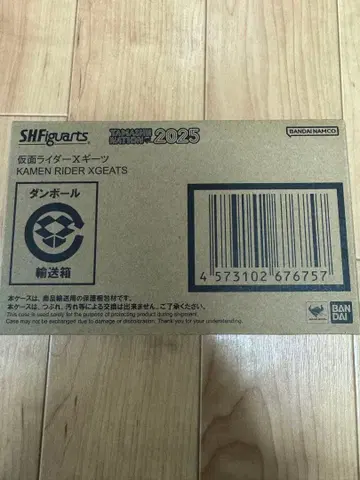 S.H.Figuarts
TAMASHII NATION 2025
BANDAI NAMCO
仮面ライダーXギーツ
KAMEN RIDER XGEATS
ダンボール
輸送箱
4 573102 676757
本ケースは、商品輸送用の保護梱包材です。
本ケースは、つぶれ、汚れ等による交換は出来ません。ご了承ください。
This case is used solely for the purpose of protecting product during shipment.
Case may not be exchanged due to damage or discoloration. Thank you for your understanding.
BAN
DAI